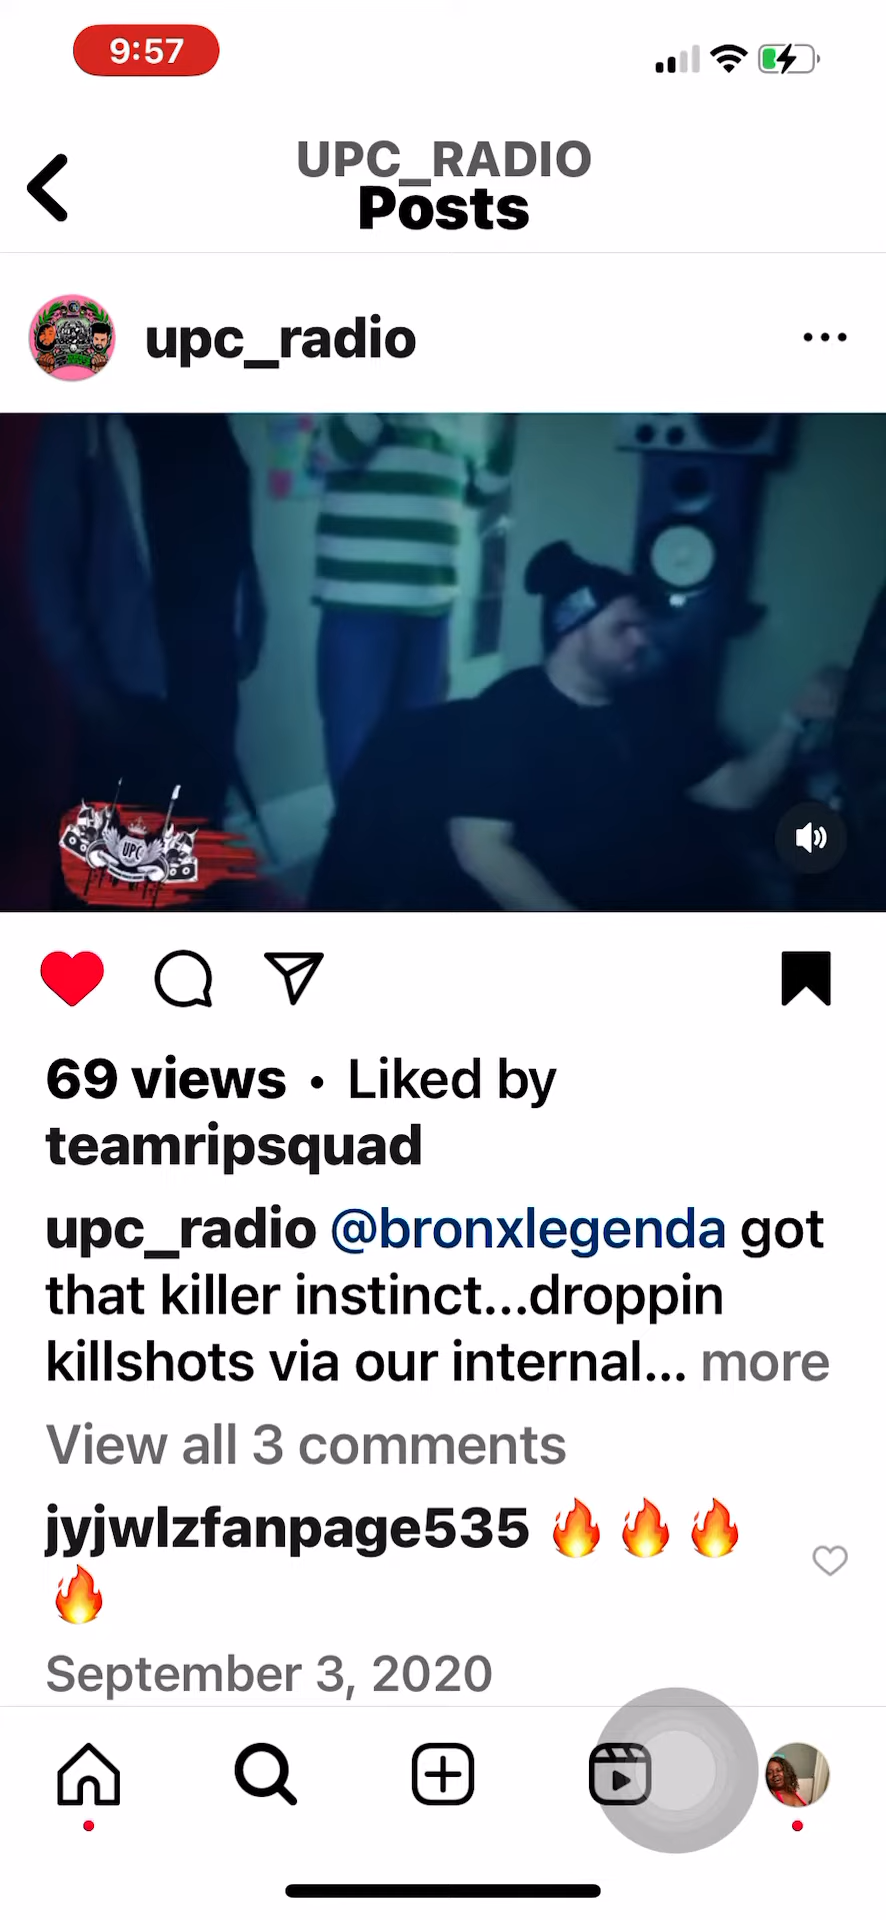 9:57
UPC_RADIO
Posts
upc_radio
UPC
69 views • Liked by
teamripsquad
upc_radio @bronxlegenda got
that killer instinct...droppin
killshots via our internal... more
View all 3 comments
jyjwlzfanpage535 🔥🔥🔥
🔥
September 3, 2020